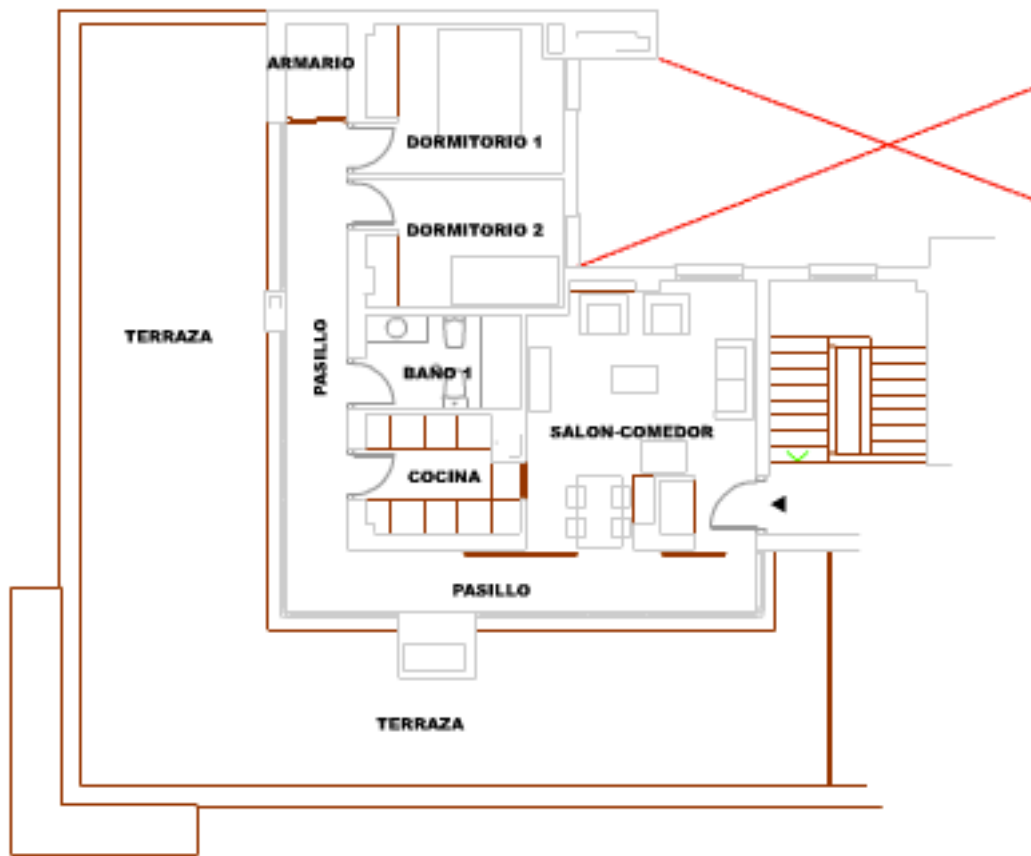 ARMARIO
DORMITORIO 1
DORMITORIO 2
TERRAZA
PASILLO
BAÑO 1
SALON-COMEDOR
COCINA
PASILLO
TERRAZA